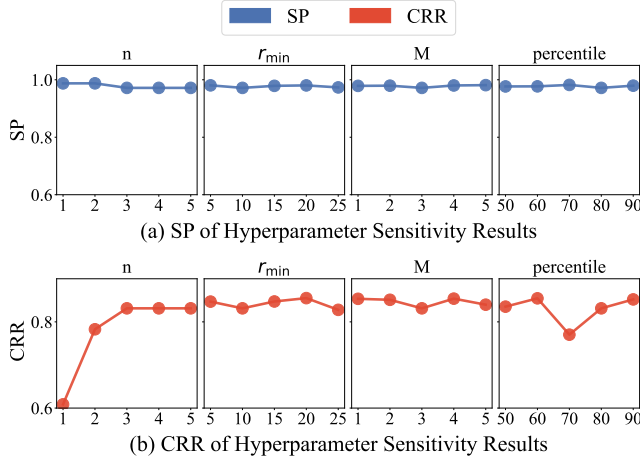 SP CRR
n r_min M percentile
1.0
0.8
0.6
SP
1 2 3 4 5 5 10 15 20 25 1 2 3 4 5 50 60 70 80 90
(a) SP of Hyperparameter Sensitivity Results
n r_min M percentile
0.8
0.6
CRR
1 2 3 4 5 5 10 15 20 25 1 2 3 4 5 50 60 70 80 90
(b) CRR of Hyperparameter Sensitivity Results